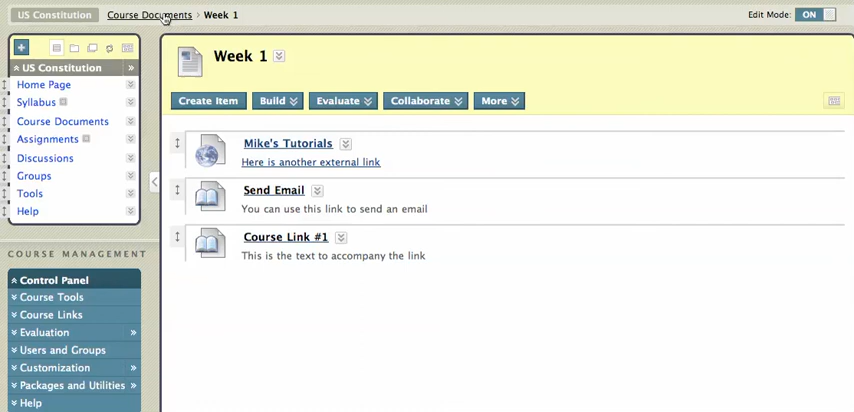 US Constitution Course Documents › Week 1 Edit Mode: ON
US Constitution
Home Page
Syllabus
Course Documents
Assignments
Discussions
Groups
Tools
Help
COURSE MANAGEMENT
Control Panel
Course Tools
Course Links
Evaluation
Users and Groups
Customization
Packages and Utilities
Help
Week 1
Create Item Build Evaluate Collaborate More
Mike's Tutorials
Here is another external link
Send Email
You can use this link to send an email
Course Link #1
This is the text to accompany the link